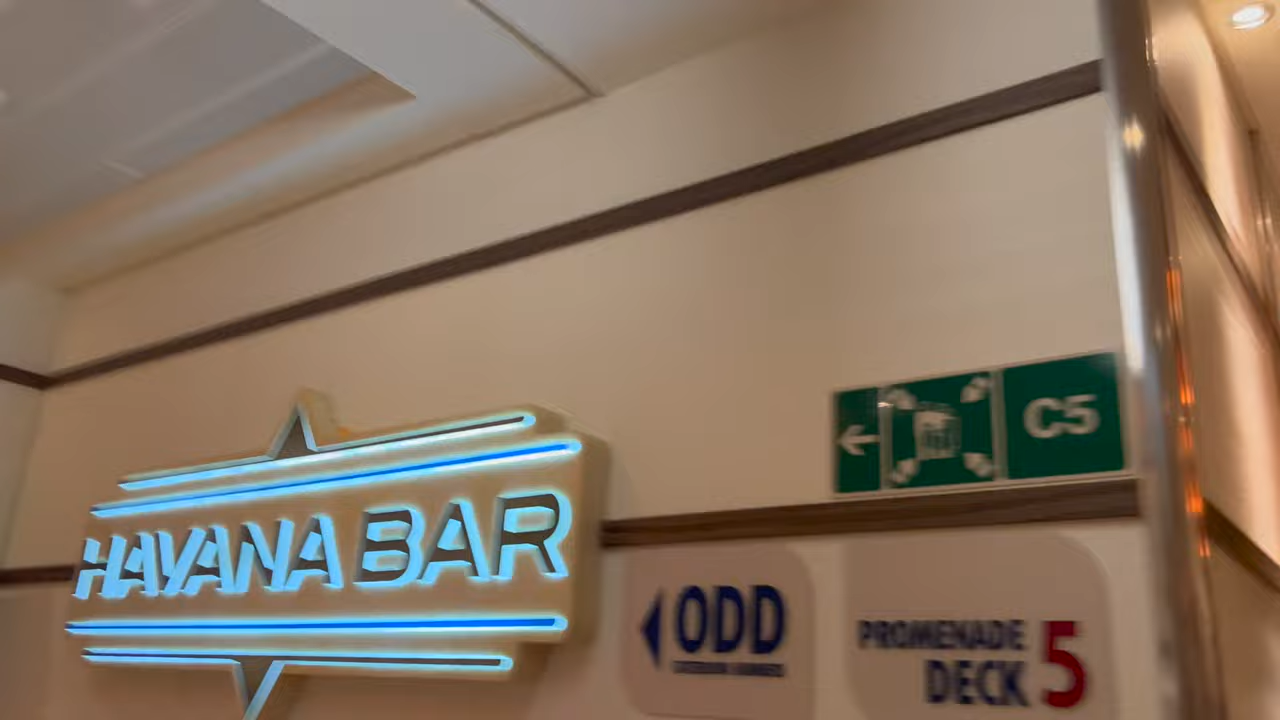 HAVANA BAR
C5
ODD
PROMENADE
DECK 5